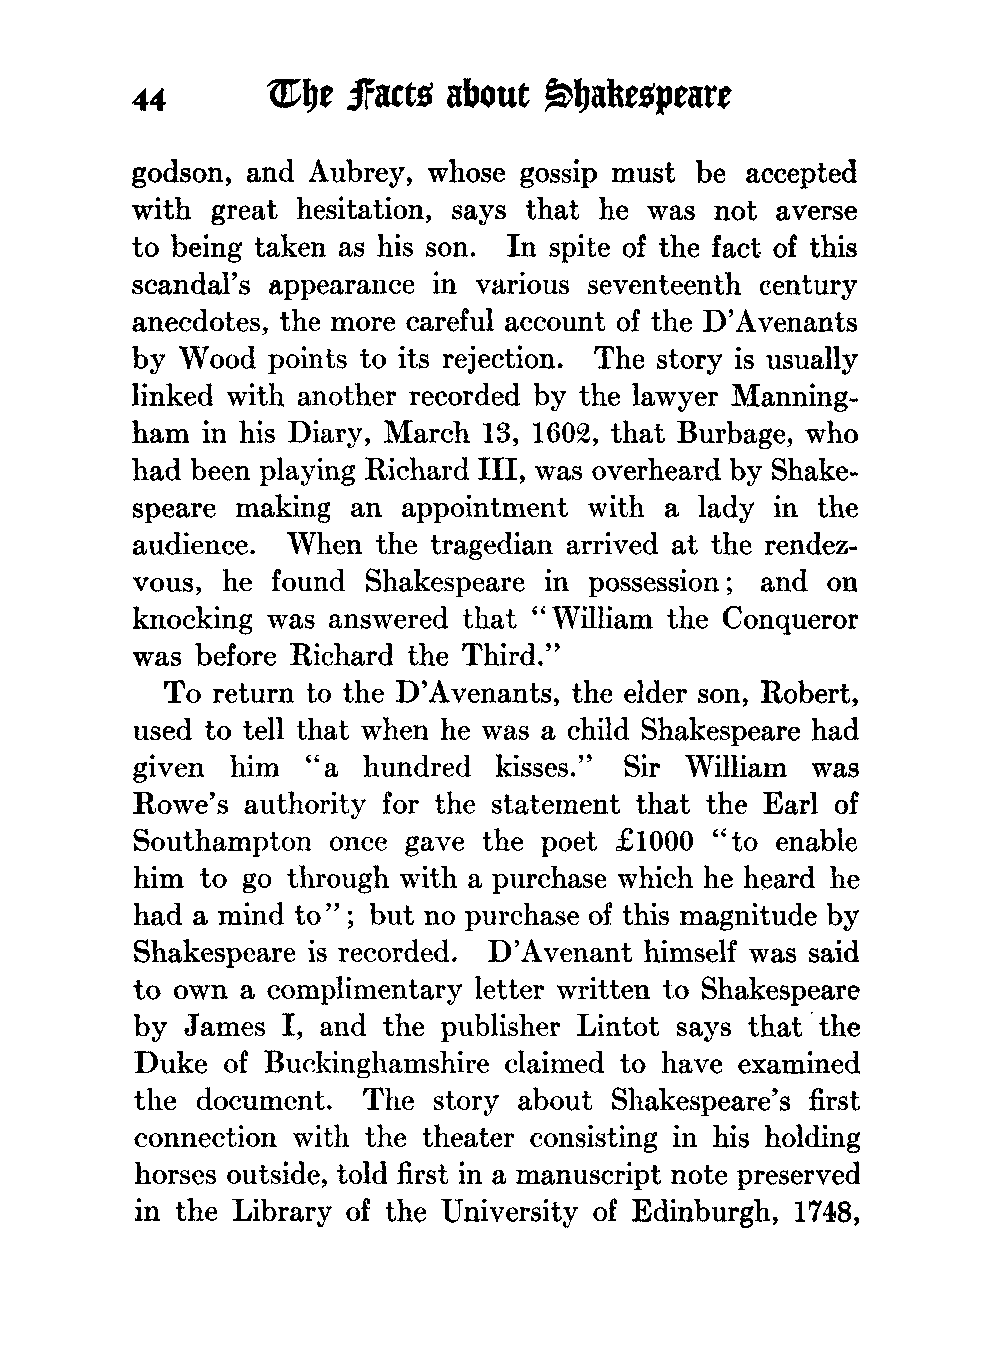 44 The Facts about Shakespeare
godson, and Aubrey, whose gossip must be accepted
with great hesitation, says that he was not averse
to being taken as his son. In spite of the fact of this
scandal's appearance in various seventeenth century
anecdotes, the more careful account of the D'Avenants
by Wood points to its rejection. The story is usually
linked with another recorded by the lawyer Manning-
ham in his Diary, March 13, 1602, that Burbage, who
had been playing Richard III, was overheard by Shake-
speare making an appointment with a lady in the
audience. When the tragedian arrived at the rendez-
vous, he found Shakespeare in possession; and on
knocking was answered that "William the Conqueror
was before Richard the Third."
To return to the D'Avenants, the elder son, Robert,
used to tell that when he was a child Shakespeare had
given him "a hundred kisses." Sir William was
Rowe's authority for the statement that the Earl of
Southampton once gave the poet £1000 "to enable
him to go through with a purchase which he heard he
had a mind to"; but no purchase of this magnitude by
Shakespeare is recorded. D'Avenant himself was said
to own a complimentary letter written to Shakespeare
by James I, and the publisher Lintot says that the
Duke of Buckinghamshire claimed to have examined
the document. The story about Shakespeare's first
connection with the theater consisting in his holding
horses outside, told first in a manuscript note preserved
in the Library of the University of Edinburgh, 1748,